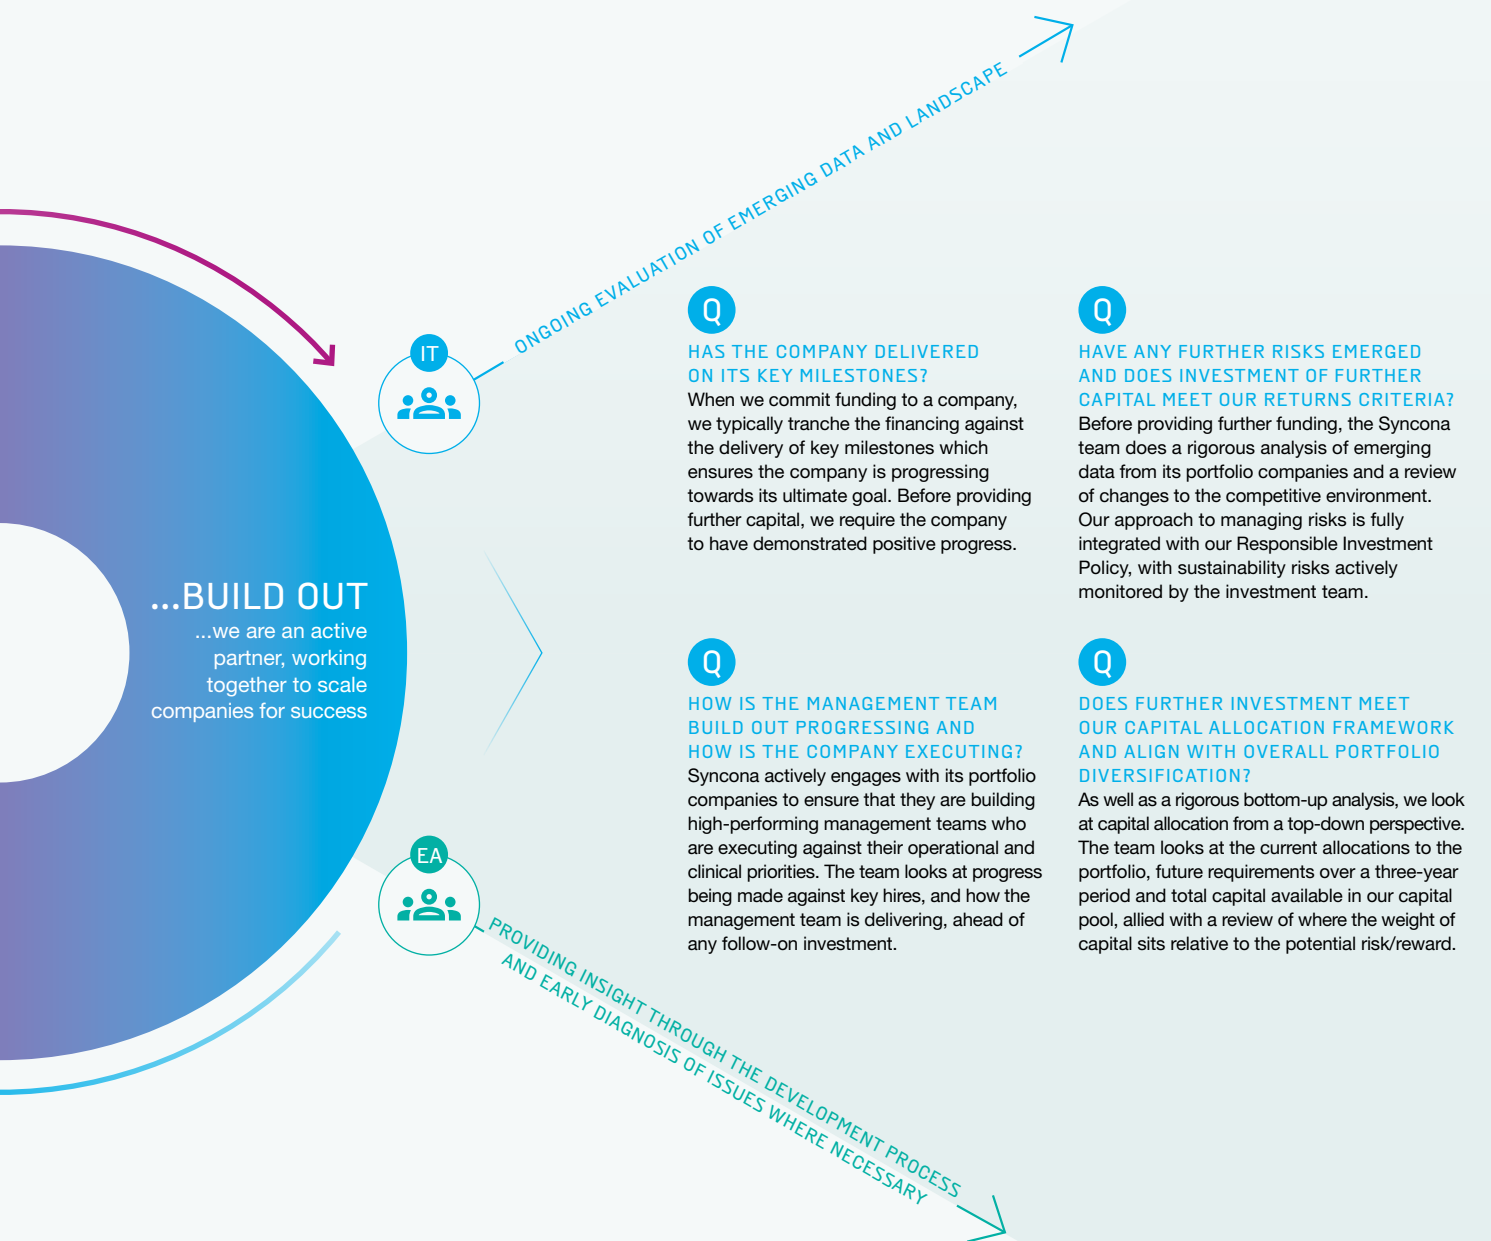 ONGOING EVALUATION OF EMERGING DATA AND LANDSCAPE
IT
...BUILD OUT
...we are an active
partner, working
together to scale
companies for success
EA
PROVIDING INSIGHT THROUGH THE DEVELOPMENT PROCESS
AND EARLY DIAGNOSIS OF ISSUES WHERE NECESSARY
Q
HAS THE COMPANY DELIVERED
ON ITS KEY MILESTONES?
When we commit funding to a company,
we typically tranche the financing against
the delivery of key milestones which
ensures the company is progressing
towards its ultimate goal. Before providing
further capital, we require the company
to have demonstrated positive progress.
Q
HAVE ANY FURTHER RISKS EMERGED
AND DOES INVESTMENT OF FURTHER
CAPITAL MEET OUR RETURNS CRITERIA?
Before providing further funding, the Syncona
team does a rigorous analysis of emerging
data from its portfolio companies and a review
of changes to the competitive environment.
Our approach to managing risks is fully
integrated with our Responsible Investment
Policy, with sustainability risks actively
monitored by the investment team.
Q
HOW IS THE MANAGEMENT TEAM
BUILD OUT PROGRESSING AND
HOW IS THE COMPANY EXECUTING?
Syncona actively engages with its portfolio
companies to ensure that they are building
high-performing management teams who
are executing against their operational and
clinical priorities. The team looks at progress
being made against key hires, and how the
management team is delivering, ahead of
any follow-on investment.
Q
DOES FURTHER INVESTMENT MEET
OUR CAPITAL ALLOCATION FRAMEWORK
AND ALIGN WITH OVERALL PORTFOLIO
DIVERSIFICATION?
As well as a rigorous bottom-up analysis, we look
at capital allocation from a top-down perspective.
The team looks at the current allocations to the
portfolio, future requirements over a three-year
period and total capital available in our capital
pool, allied with a review of where the weight of
capital sits relative to the potential risk/reward.